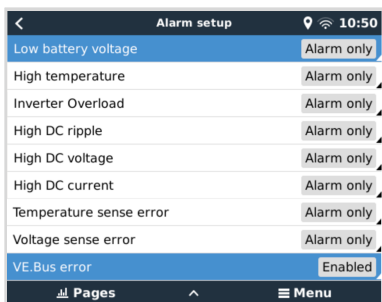 Alarm setup 10:50
Low battery voltage Alarm only
High temperature Alarm only
Inverter Overload Alarm only
High DC ripple Alarm only
High DC voltage Alarm only
High DC current Alarm only
Temperature sense error Alarm only
Voltage sense error Alarm only
VE.Bus error Enabled
Pages Menu